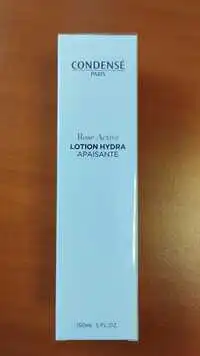 CONDENSÉ
PARIS
Rose Active
LOTION HYDRA
APAISANTE
150ml. 5 FL.OZ.